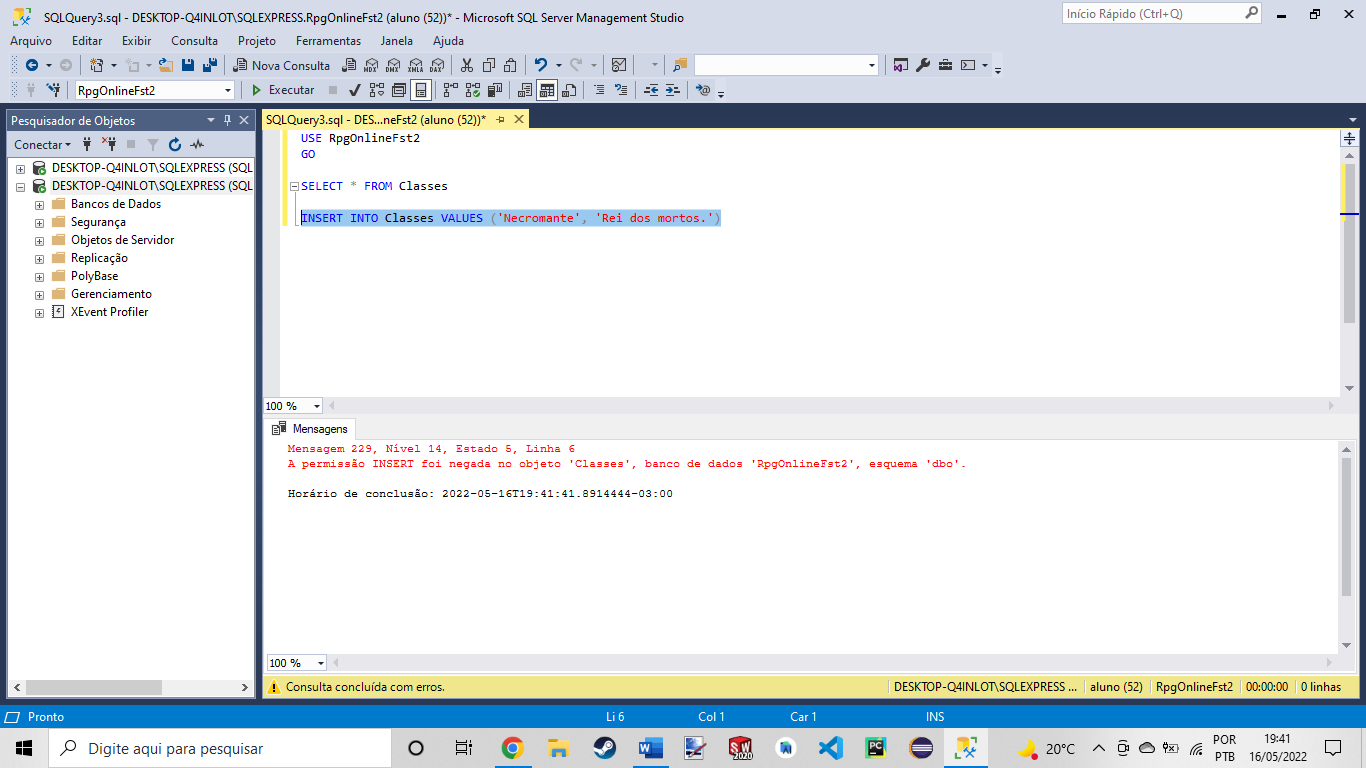 SQLQuery3.sql - DESKTOP-Q4INLOT\SQLEXPRESS.RpgOnlineFst2 (aluno (52))* - Microsoft SQL Server Management Studio
Início Rápido (Ctrl+Q)
Arquivo Editar Exibir Consulta Projeto Ferramentas Janela Ajuda
Nova Consulta MDX DMX XMLA DAX
RpgOnlineFst2 Executar
Pesquisador de Objetos
Conectar
DESKTOP-Q4INLOT\SQLEXPRESS (SQL
DESKTOP-Q4INLOT\SQLEXPRESS (SQL
Bancos de Dados
Segurança
Objetos de Servidor
Replicação
PolyBase
Gerenciamento
XEvent Profiler
SQLQuery3.sql - DES...neFst2 (aluno (52))*
USE RpgOnlineFst2
GO
SELECT * FROM Classes
INSERT INTO Classes VALUES ('Necromante', 'Rei dos mortos.')
100 %
Mensagens
Mensagem 229, Nível 14, Estado 5, Linha 6
A permissão INSERT foi negada no objeto 'Classes', banco de dados 'RpgOnlineFst2', esquema 'dbo'.
Horário de conclusão: 2022-05-16T19:41:41.8914444-03:00
100 %
Consulta concluída com erros. DESKTOP-Q4INLOT\SQLEXPRESS ... aluno (52) RpgOnlineFst2 00:00:00 0 linhas
Pronto Li 6 Col 1 Car 1 INS
Digite aqui para pesquisar
SW
2020
PC
20°C
POR
PTB
19:41
16/05/2022